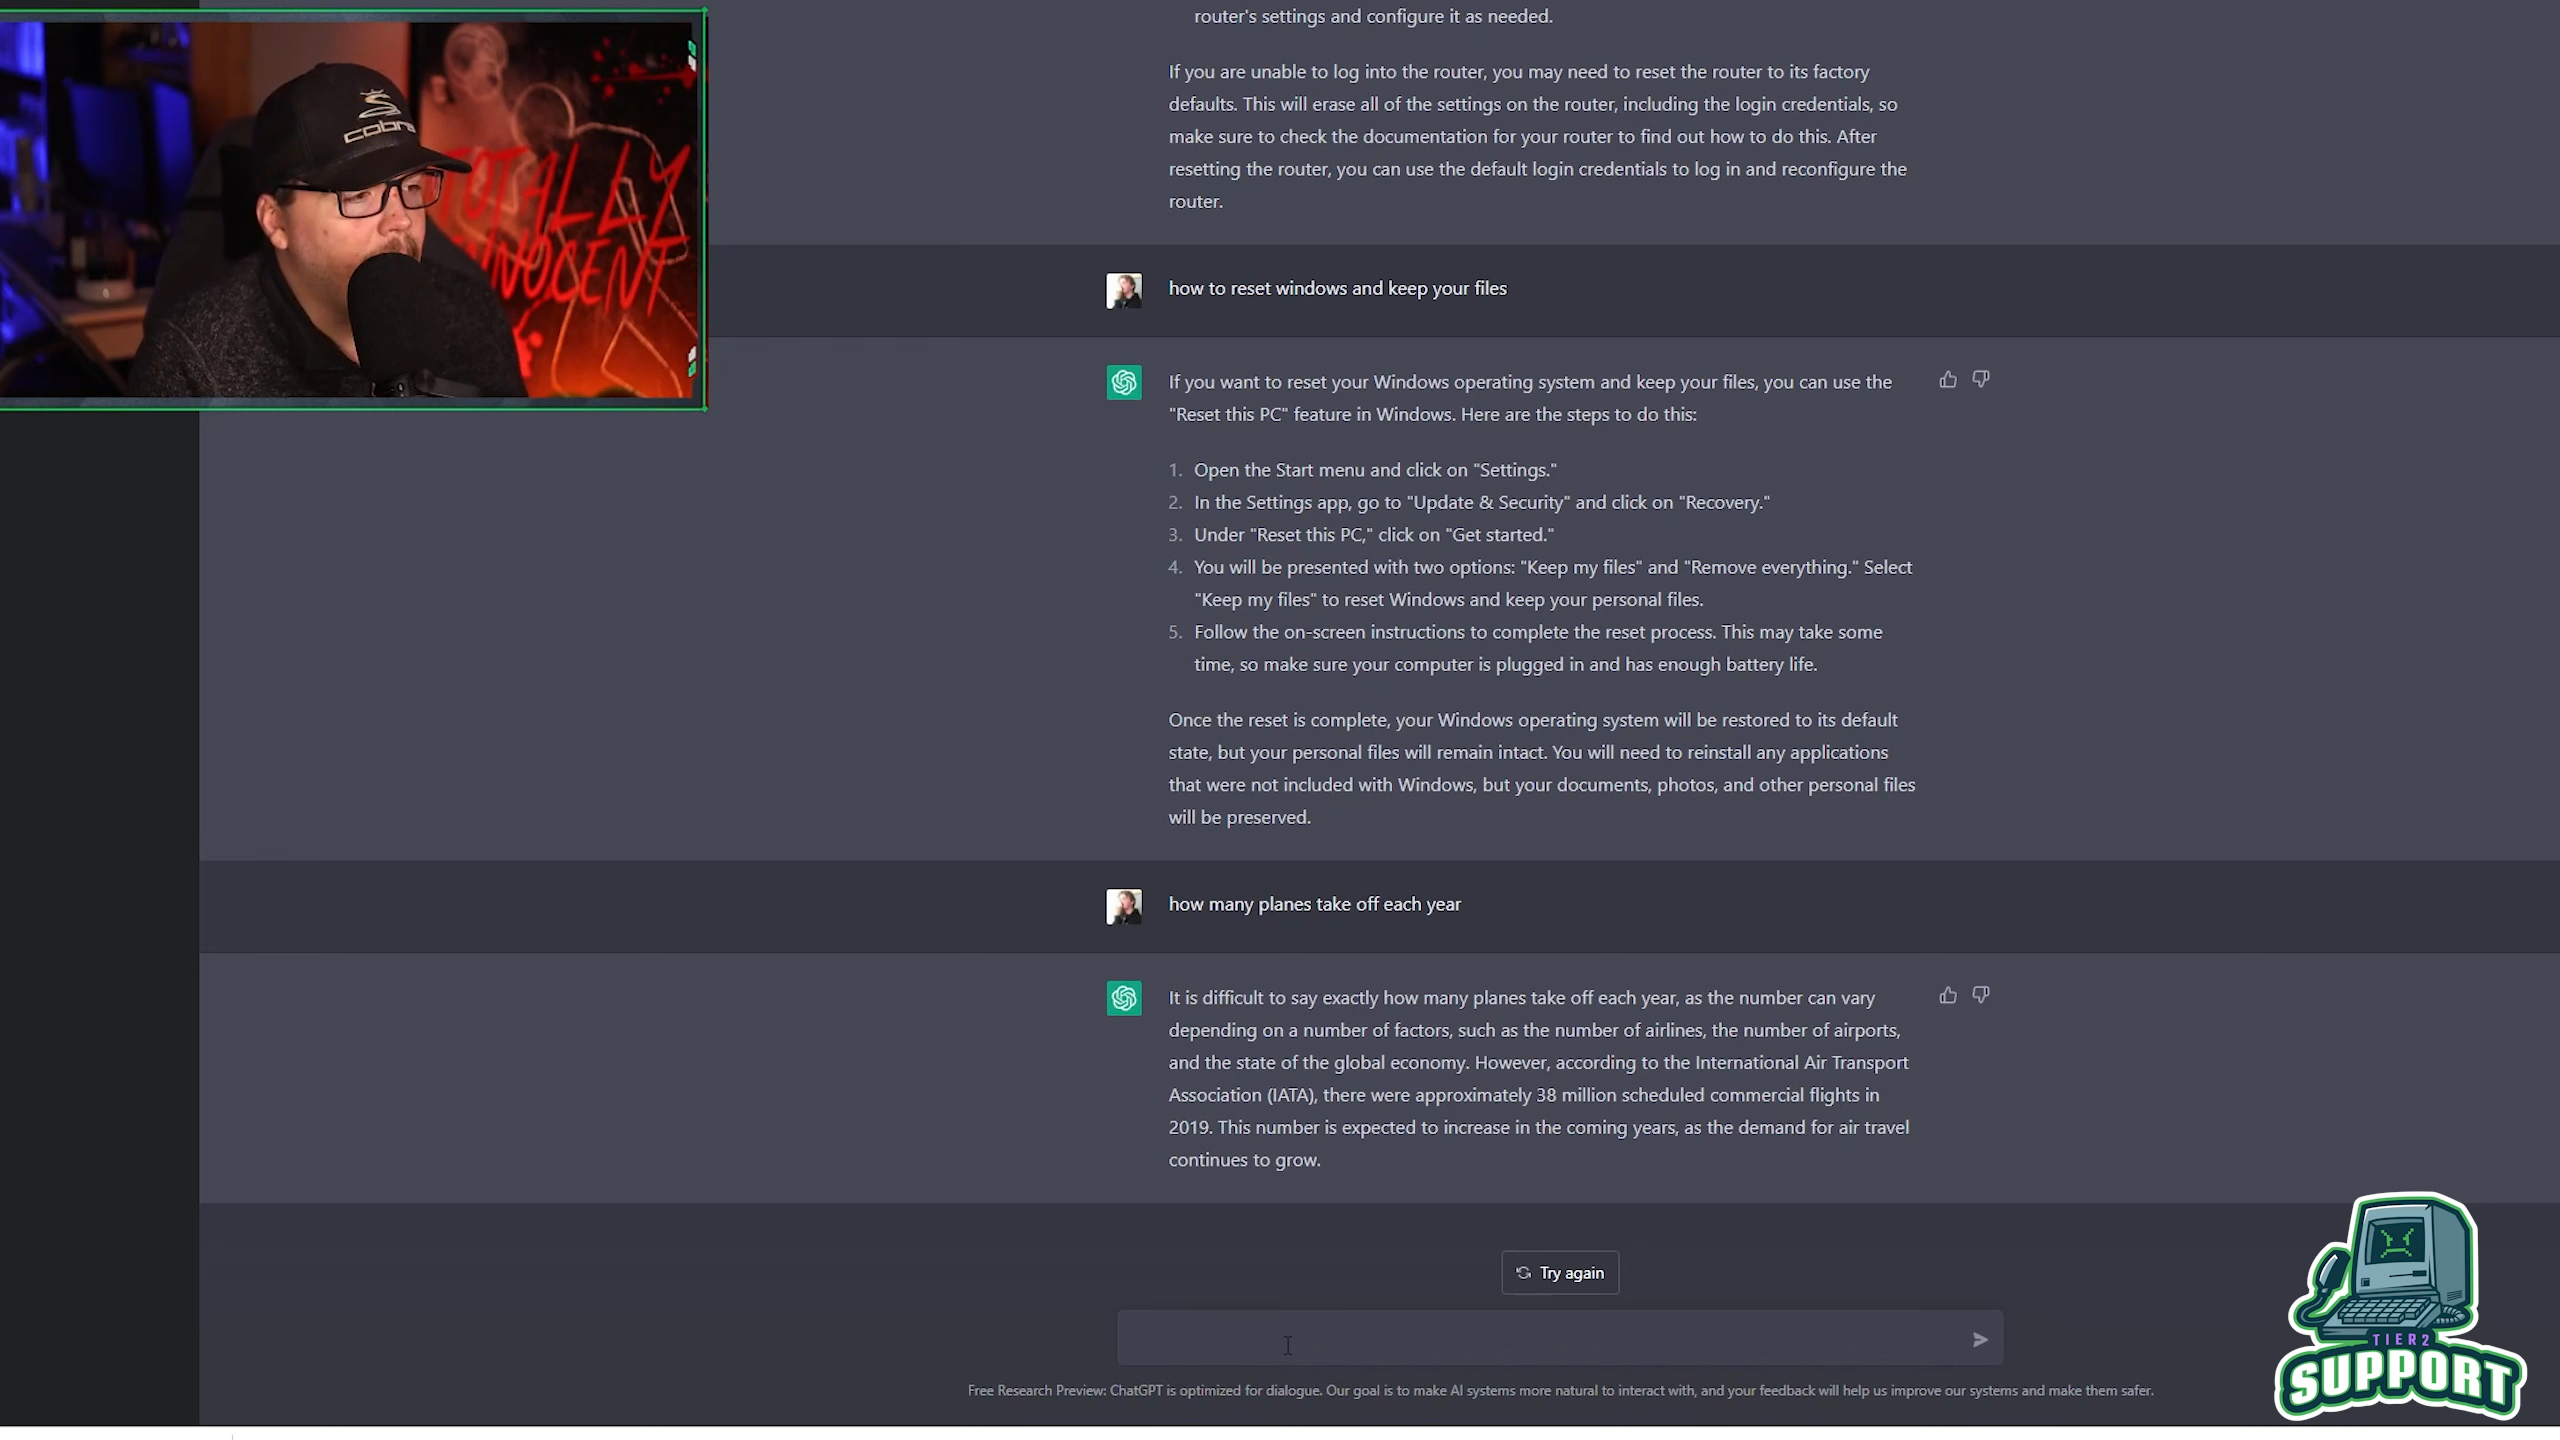 cobra
TOTALLY
INNOCENT
router's settings and configure it as needed.
If you are unable to log into the router, you may need to reset the router to its factory
defaults. This will erase all of the settings on the router, including the login credentials, so
make sure to check the documentation for your router to find out how to do this. After
resetting the router, you can use the default login credentials to log in and reconfigure the
router.
how to reset windows and keep your files
If you want to reset your Windows operating system and keep your files, you can use the
"Reset this PC" feature in Windows. Here are the steps to do this:
1. Open the Start menu and click on "Settings."
2. In the Settings app, go to "Update & Security" and click on "Recovery."
3. Under "Reset this PC," click on "Get started."
4. You will be presented with two options: "Keep my files" and "Remove everything." Select
"Keep my files" to reset Windows and keep your personal files.
5. Follow the on-screen instructions to complete the reset process. This may take some
time, so make sure your computer is plugged in and has enough battery life.
Once the reset is complete, your Windows operating system will be restored to its default
state, but your personal files will remain intact. You will need to reinstall any applications
that were not included with Windows, but your documents, photos, and other personal files
will be preserved.
how many planes take off each year
It is difficult to say exactly how many planes take off each year, as the number can vary
depending on a number of factors, such as the number of airlines, the number of airports,
and the state of the global economy. However, according to the International Air Transport
Association (IATA), there were approximately 38 million scheduled commercial flights in
2019. This number is expected to increase in the coming years, as the demand for air travel
continues to grow.
Try again
Free Research Preview: ChatGPT is optimized for dialogue. Our goal is to make AI systems more natural to interact with, and your feedback will help us improve our systems and make them safer.
TIER2
SUPPORT